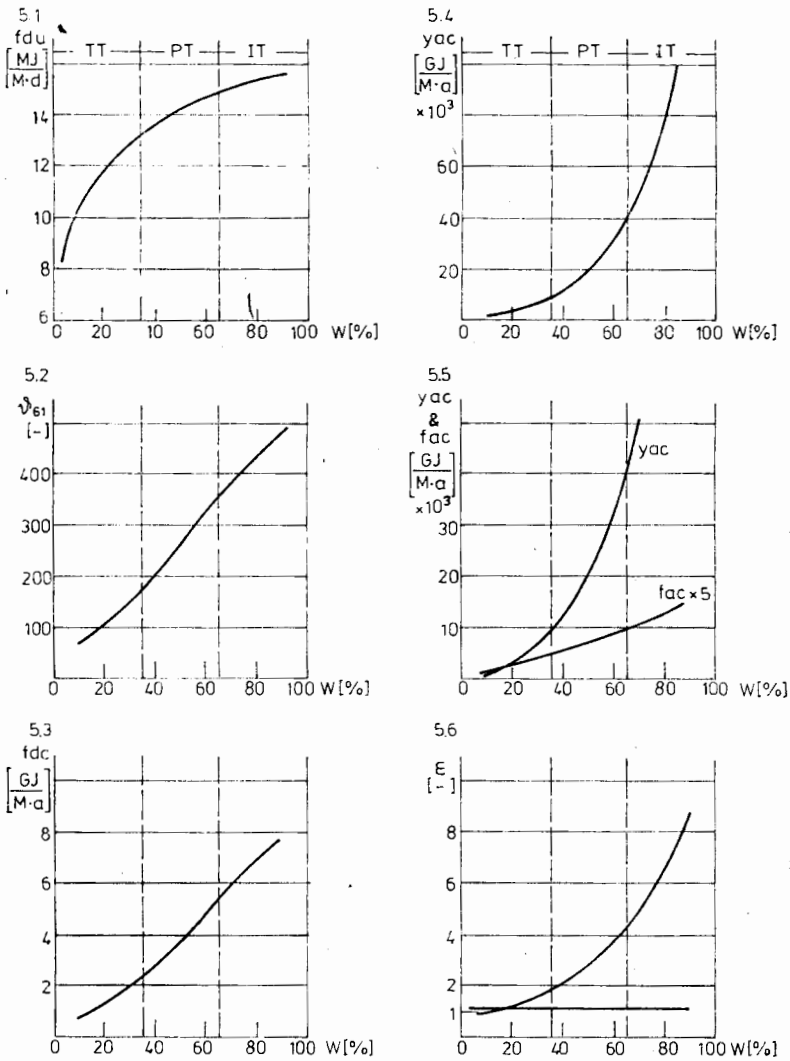 5.1
fdu
[MJ
/M·d]
TT PT IT
14
12
10
8
6
0 20 10 60 80 100 W[%]
5.4
yac
[GJ
/M·a]
×10³
TT PT IT
60
40
20
0 20 40 60 80 100 W[%]
5.2
ϑ₆₁
[-]
400
300
200
100
0 20 40 60 80 100 W[%]
5.5
yac
&
fac
[GJ
/M·a]
×10³
30
20
10
yac
fac×5
0 20 40 60 80 100 W[%]
5.3
fdc
[GJ
/M·a]
8
6
4
2
0 20 40 60 80 100 W[%]
5.6
ε
[-]
8
6
4
2
1
0 20 40 60 80 100 W[%]